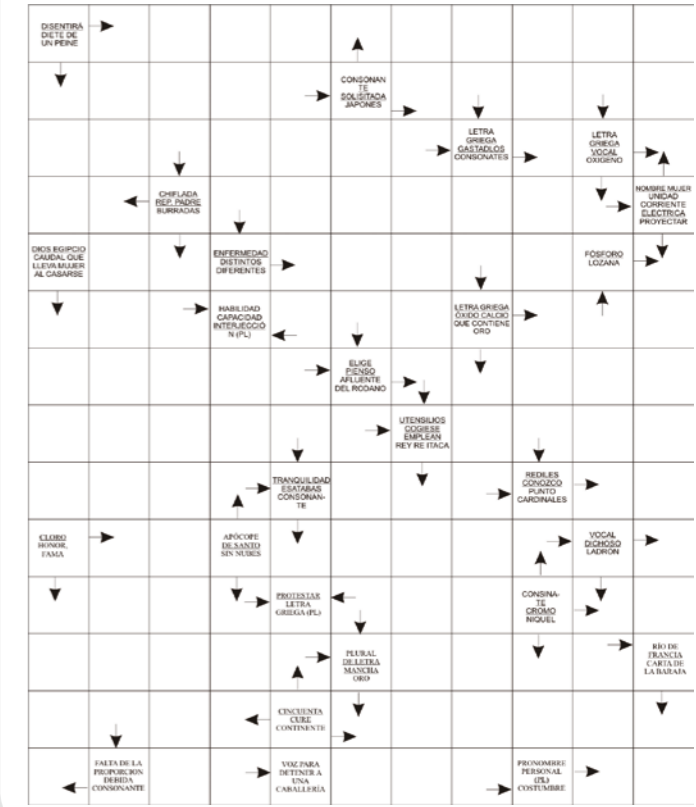 DISENTIRÁ
DIETE DE
UN PEINE
CONSONAN
TE
SOLISITADA
JAPONES
LETRA
GRIEGA
GASTADLOS
CONSONATES
LETRA
GRIEGA
VOCAL
OXIGENO
CHIFLADA
REP. PADRE
BURRADAS
NOMBRE MUJER
UNIDAD
CORRIENTE
ELECTRICA
PROYECTAR
DIOS EGIPCIO
CAUDAL QUE
LLEVA MUJER
AL CASARSE
ENFERMEDAD
DISTINTOS
DIFERENTES
FÓSFORO
LOZANA
HABILIDAD
CAPACIDAD
INTERJECCIÓ
N (PL)
LETRA GRIEGA
ÓXIDO CALCIO
QUE CONTIENE
ORO
ELIGE
PIENSO
AFLUENTE
DEL RODANO
UTENSILIOS
COGIESE
EMPLEAN
REY RE ITACA
TRANQUILIDAD
ESATABAS
CONSONAN-
TE
REDILES
CONOZCO
PUNTO
CARDINALES
CLORO
HONOR,
FAMA
APÓCOPE
DE SANTO
SIN NUBES
VOCAL
DICHOSO
LADRÓN
PROTESTAR
LETRA
GRIEGA (PL)
CONSINA-
TE
CROMO
NIQUEL
PLURAL
DE LETRA
MANCHA
ORO
RÍO DE
FRANCIA
CARTA DE
LA BARAJA
CINCUENTA
CURE
CONTINENTE
FALTA DE LA
PROPORCION
DEBIDA
CONSONANTE
VOZ PARA
DETENER A
UNA
CABALLERÍA
PRONOMBRE
PERSONAL
(PL)
COSTUMBRE